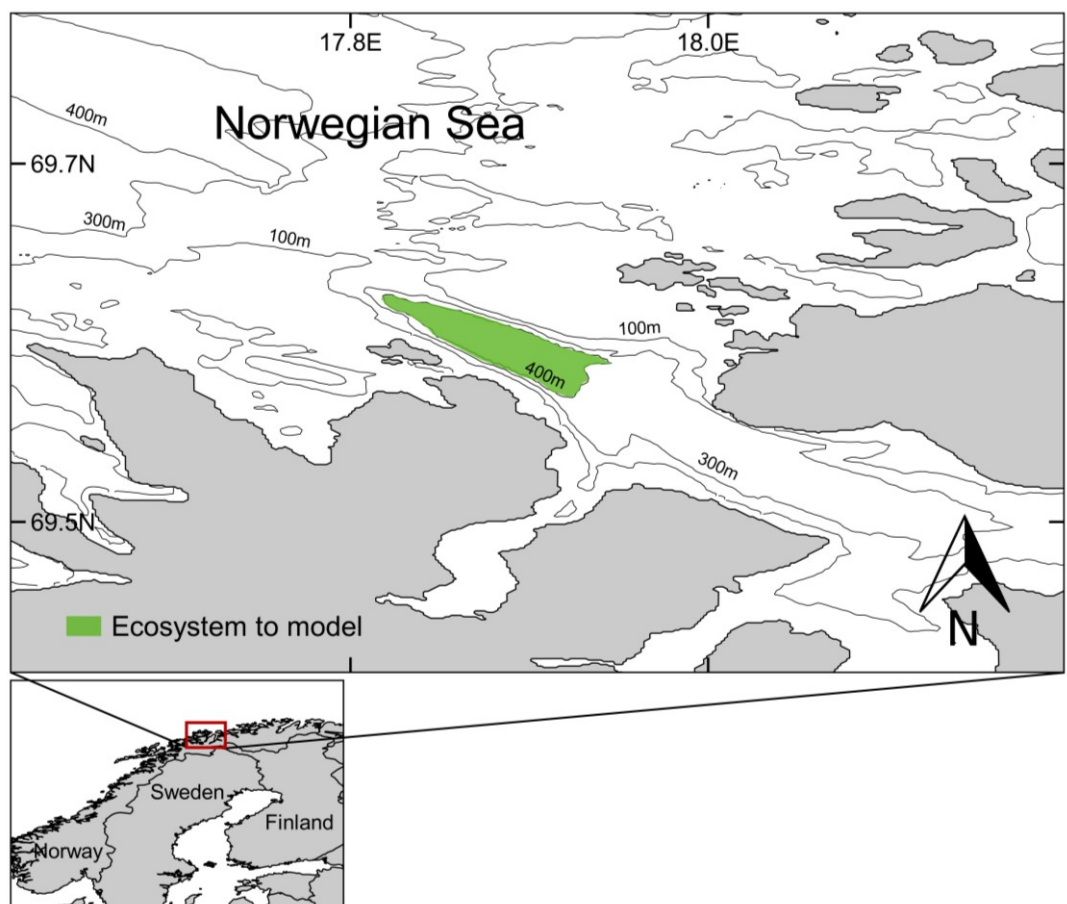 17.8E
18.0E
400m
Norwegian Sea
69.7N
300m
100m
100m
400m
300m
69.5N
Ecosystem to model
N
Sweden
Finland
Norway